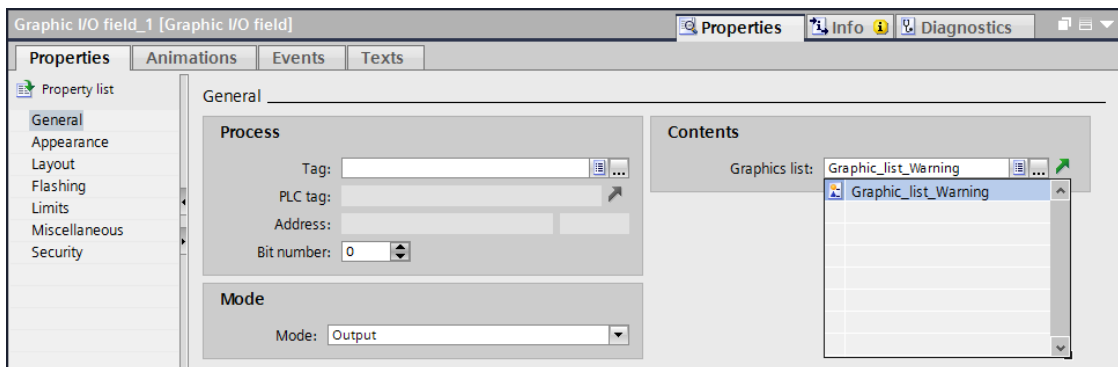 Graphic I/O field_1 [Graphic I/O field]
Properties
Info
Diagnostics
Properties
Animations
Events
Texts
Property list
General
Appearance
Layout
Flashing
Limits
Miscellaneous
Security
General
Process
Tag:
...
PLC tag:
Address:
Bit number: 0
Mode
Mode: Output
Contents
Graphics list: Graphic_list_Warning ...
Graphic_list_Warning